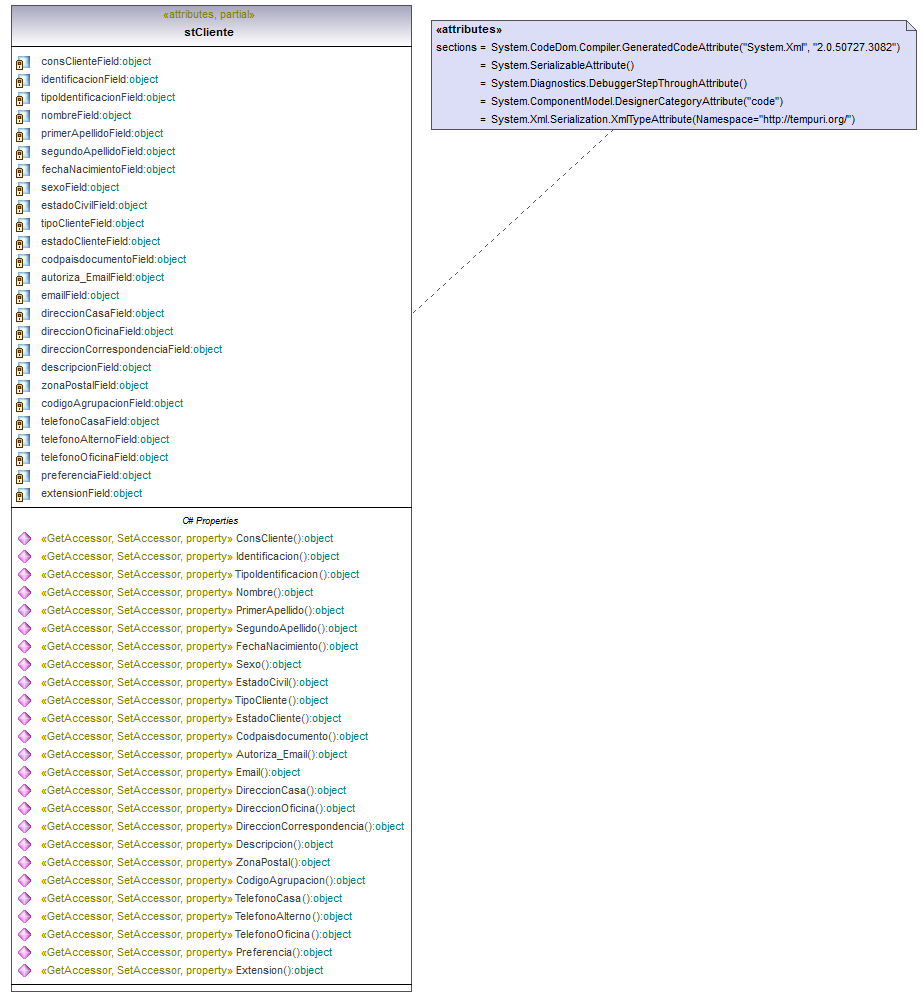 «attributes, partial»
stCliente
consClienteField:object
identificacionField:object
tipoIdentificacionField:object
nombreField:object
primerApellidoField:object
segundoApellidoField:object
fechaNacimientoField:object
sexoField:object
estadoCivilField:object
tipoClienteField:object
estadoClienteField:object
codpaisdocumentoField:object
autoriza_EmailField:object
emailField:object
direccionCasaField:object
direccionOficinaField:object
direccionCorrespondenciaField:object
descripcionField:object
zonaPostalField:object
codigoAgrupacionField:object
telefonoCasaField:object
telefonoAlternoField:object
telefonoOficinaField:object
preferenciaField:object
extensionField:object
C# Properties
«GetAccessor, SetAccessor, property» ConsCliente():object
«GetAccessor, SetAccessor, property» Identificacion():object
«GetAccessor, SetAccessor, property» TipoIdentificacion():object
«GetAccessor, SetAccessor, property» Nombre():object
«GetAccessor, SetAccessor, property» PrimerApellido():object
«GetAccessor, SetAccessor, property» SegundoApellido():object
«GetAccessor, SetAccessor, property» FechaNacimiento():object
«GetAccessor, SetAccessor, property» Sexo():object
«GetAccessor, SetAccessor, property» EstadoCivil():object
«GetAccessor, SetAccessor, property» TipoCliente():object
«GetAccessor, SetAccessor, property» EstadoCliente():object
«GetAccessor, SetAccessor, property» Codpaisdocumento():object
«GetAccessor, SetAccessor, property» Autoriza_Email():object
«GetAccessor, SetAccessor, property» Email():object
«GetAccessor, SetAccessor, property» DireccionCasa():object
«GetAccessor, SetAccessor, property» DireccionOficina():object
«GetAccessor, SetAccessor, property» DireccionCorrespondencia():object
«GetAccessor, SetAccessor, property» Descripcion():object
«GetAccessor, SetAccessor, property» ZonaPostal():object
«GetAccessor, SetAccessor, property» CodigoAgrupacion():object
«GetAccessor, SetAccessor, property» TelefonoCasa():object
«GetAccessor, SetAccessor, property» TelefonoAlterno():object
«GetAccessor, SetAccessor, property» TelefonoOficina():object
«GetAccessor, SetAccessor, property» Preferencia():object
«GetAccessor, SetAccessor, property» Extension():object
«attributes»
sections = System.CodeDom.Compiler.GeneratedCodeAttribute("System.Xml", "2.0.50727.3082")
= System.SerializableAttribute()
= System.Diagnostics.DebuggerStepThroughAttribute()
= System.ComponentModel.DesignerCategoryAttribute("code")
= System.Xml.Serialization.XmlTypeAttribute(Namespace="http://tempuri.org/")